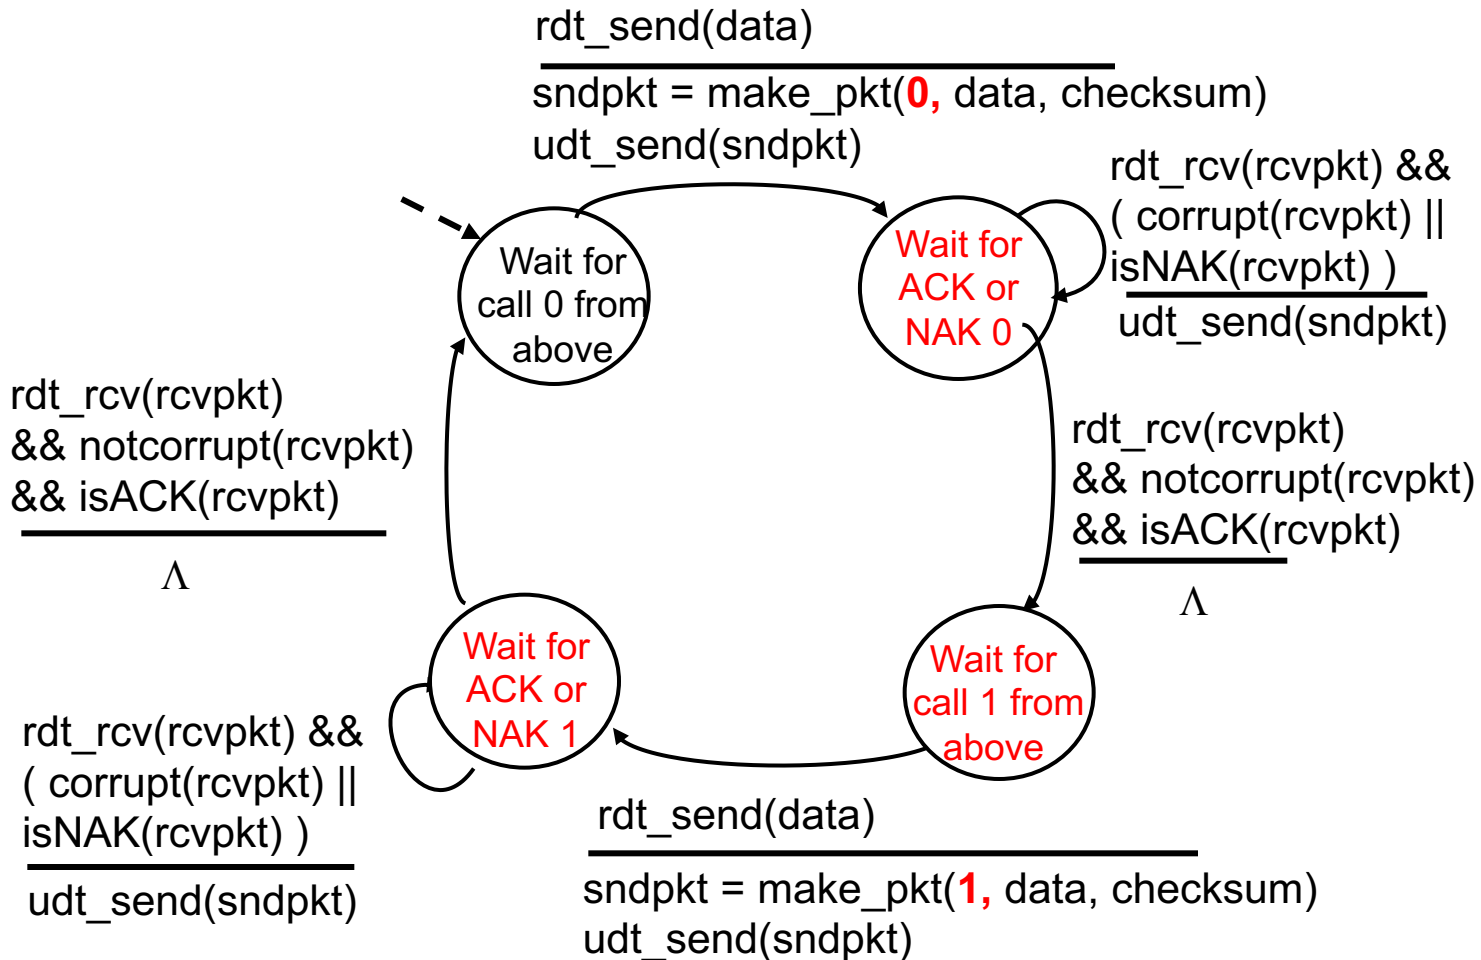 rdt_send(data)
sndpkt = make_pkt(0, data, checksum)
udt_send(sndpkt)
rdt_rcv(rcvpkt) &&
( corrupt(rcvpkt) ||
isNAK(rcvpkt) )
udt_send(sndpkt)
Wait for
call 0 from
above
Wait for
ACK or
NAK 0
rdt_rcv(rcvpkt)
&& notcorrupt(rcvpkt)
&& isACK(rcvpkt)
Λ
rdt_rcv(rcvpkt)
&& notcorrupt(rcvpkt)
&& isACK(rcvpkt)
Λ
Wait for
ACK or
NAK 1
Wait for
call 1 from
above
rdt_rcv(rcvpkt) &&
( corrupt(rcvpkt) ||
isNAK(rcvpkt) )
udt_send(sndpkt)
rdt_send(data)
sndpkt = make_pkt(1, data, checksum)
udt_send(sndpkt)